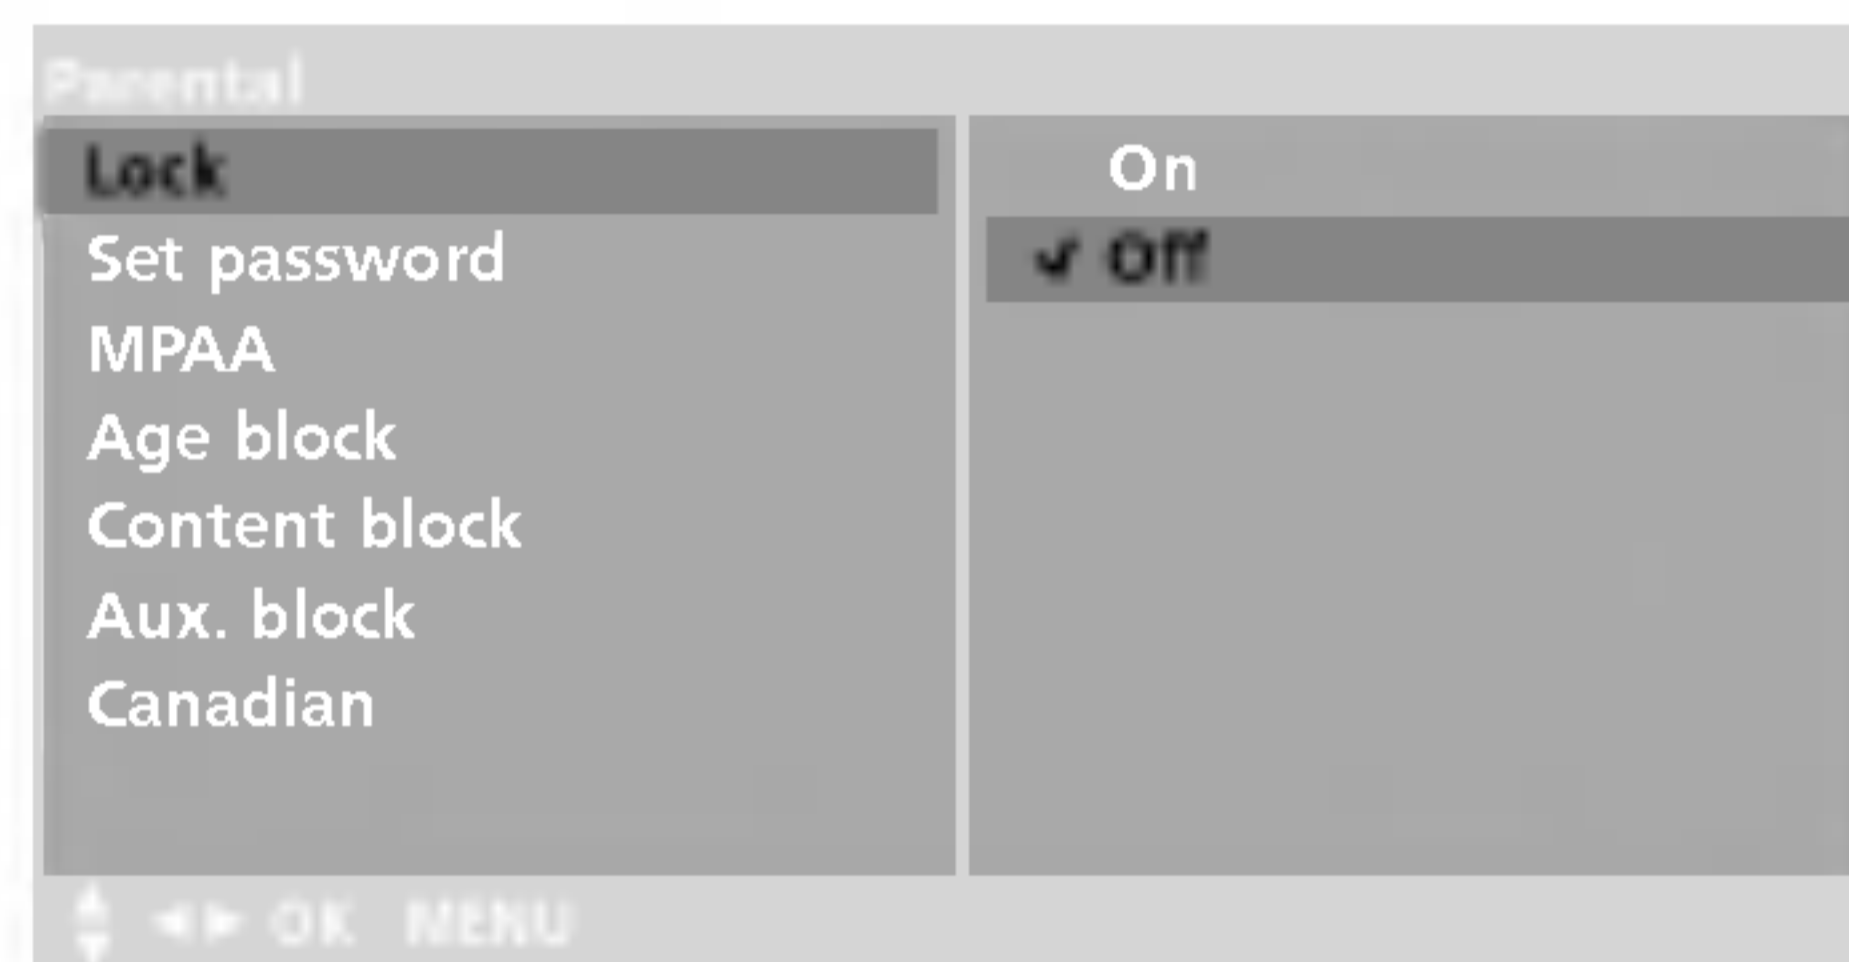 Parental
Lock
Set password
MPAA
Age block
Content block
Aux. block
Canadian
On
✔ Off
OK MENU